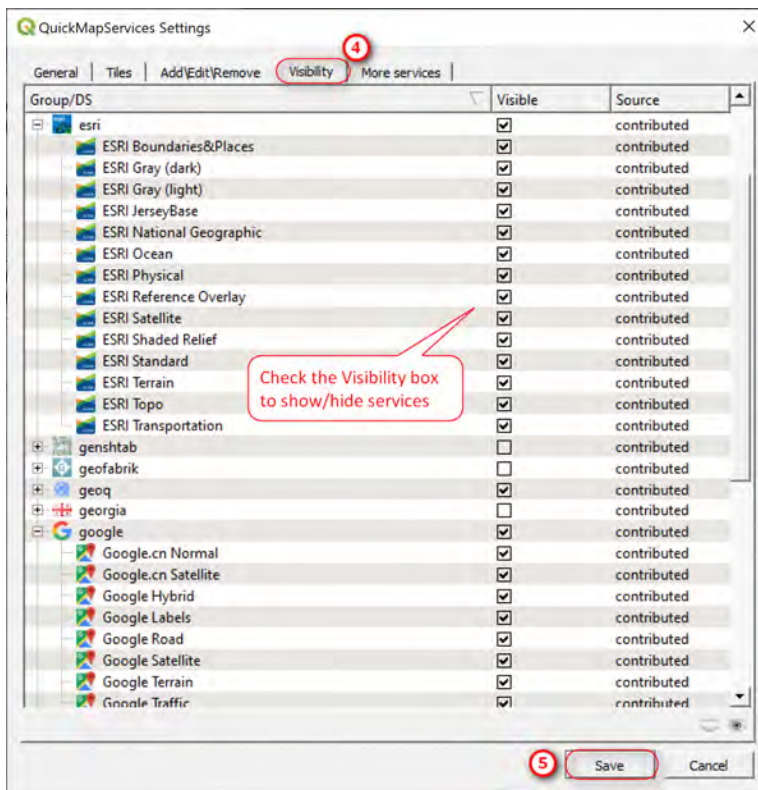 QuickMapServices Settings
4
General Tiles Add\Edit\Remove Visibility More services
Group/DS Visible Source
esri contributed
ESRI Boundaries&Places contributed
ESRI Gray (dark) contributed
ESRI Gray (light) contributed
ESRI JerseyBase contributed
ESRI National Geographic contributed
ESRI Ocean contributed
ESRI Physical contributed
ESRI Reference Overlay contributed
ESRI Satellite contributed
ESRI Shaded Relief contributed
ESRI Standard contributed
ESRI Terrain contributed
ESRI Topo contributed
ESRI Transportation contributed
Check the Visibility box
to show/hide services
genshtab contributed
geofabrik contributed
geoq contributed
georgia contributed
google contributed
Google.cn Normal contributed
Google.cn Satellite contributed
Google Hybrid contributed
Google Labels contributed
Google Road contributed
Google Satellite contributed
Google Terrain contributed
Google Traffic contributed
5 Save Cancel